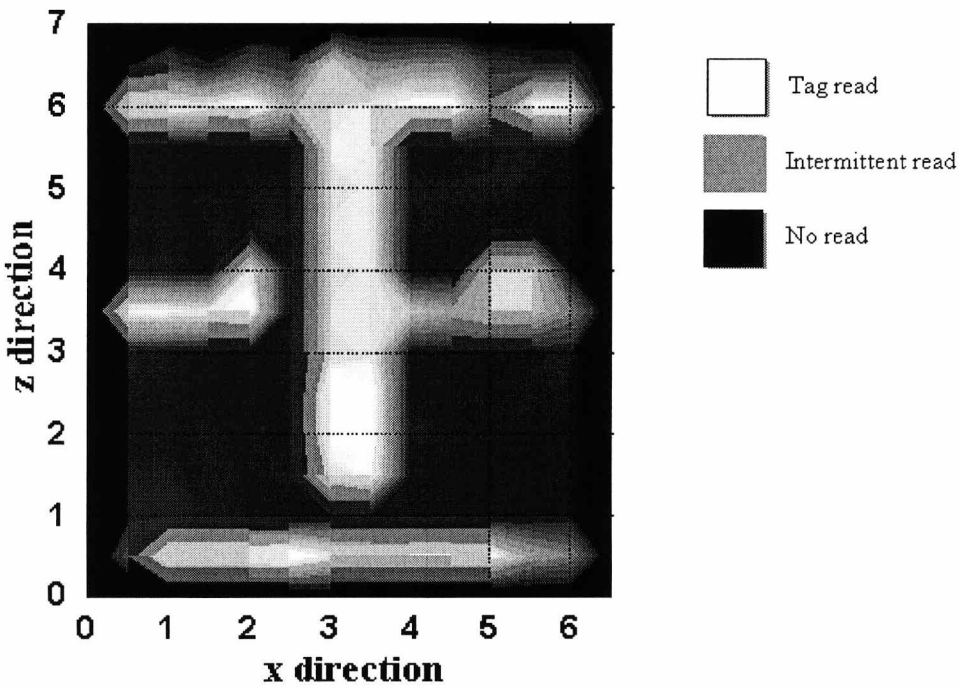 7
6
5
4
3
2
1
0
z direction
0 1 2 3 4 5 6
x direction
Tag read
Intermittent read
No read